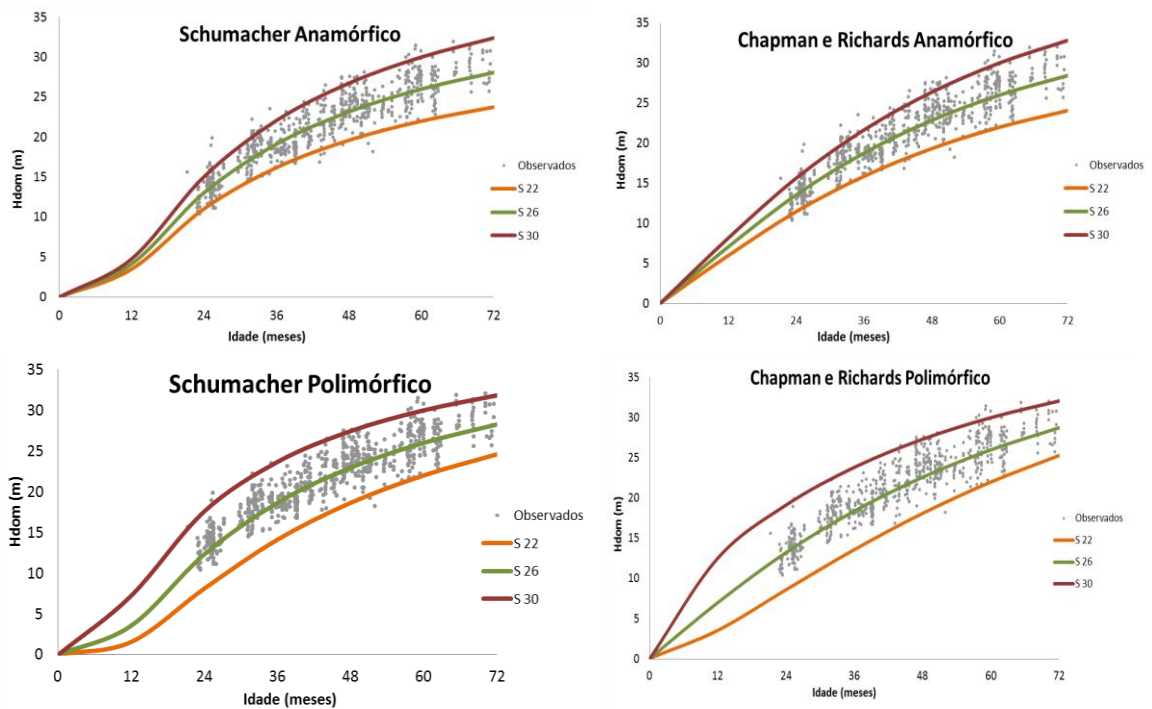 Schumacher Anamórfico
35
30
25
20
15
10
5
0
Hdom (m)
0 12 24 36 48 60 72
Idade (meses)
Observados
S 22
S 26
S 30
Chapman e Richards Anamórfico
35
30
25
20
15
10
5
0
Hdom (m)
0 12 24 36 48 60 72
Idade (meses)
Observados
S 22
S 26
S 30
Schumacher Polimórfico
35
30
25
20
15
10
5
0
Hdom (m)
0 12 24 36 48 60 72
Idade (meses)
Observados
S 22
S 26
S 30
Chapman e Richards Polimórfico
35
30
25
20
15
10
5
0
Hdom (m)
0 12 24 36 48 60 72
Idade (meses)
Observados
S 22
S 26
S 30